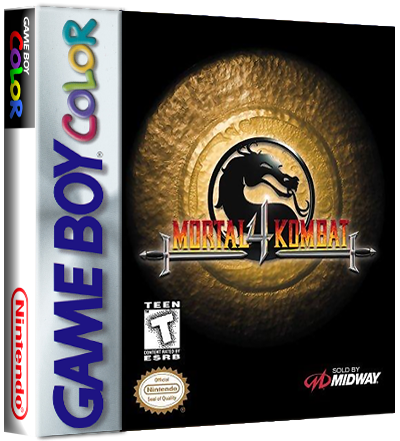 GAME BOY
COLOR
Nintendo
GAME BOY COLOR
MORTAL 4 KOMBAT
TEEN
T
CONTENT RATED BY
ESRB
Official
Nintendo
Seal of Quality
SOLD BY
MIDWAY